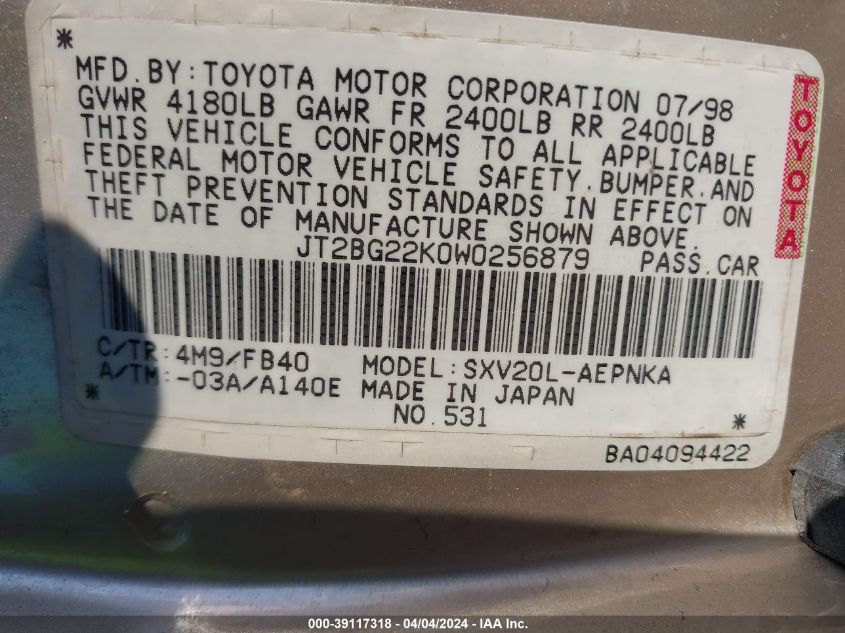 *
MFD.BY:TOYOTA MOTOR CORPORATION 07/98
GVWR 4180LB GAWR FR 2400LB RR 2400LB
THIS VEHICLE CONFORMS TO ALL APPLICABLE
FEDERAL MOTOR VEHICLE SAFETY.BUMPER.AND
THEFT PREVENTION STANDARDS IN EFFECT ON
THE DATE OF MANUFACTURE SHOWN ABOVE.
JT2BG22K0W0256879 PASS.CAR
TOYOTA
C/TR:4M9/FB40 MODEL:SXV20L-AEPNKA
A/TM:-03A/A140E MADE IN JAPAN
NO.531
*
BA04094422
000-39117318 - 04/04/2024 - IAA Inc.